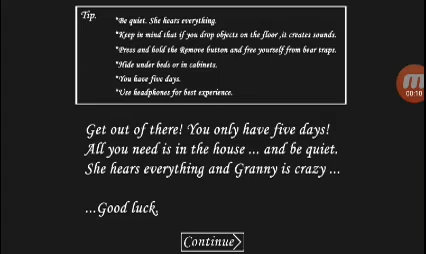 Tip.
*Be quiet. She hears everything.
*Keep in mind that if you drop objects on the floor ,it creates sounds.
*Press and hold the Remove button and free yourself from bear traps.
*Hide under beds or in cabinets.
*You have five days.
*Use headphones for best experience.
00:10
Get out of there! You only have five days!
All you need is in the house ... and be quiet.
She hears everything and Granny is crazy ...
...Good luck.
Continue